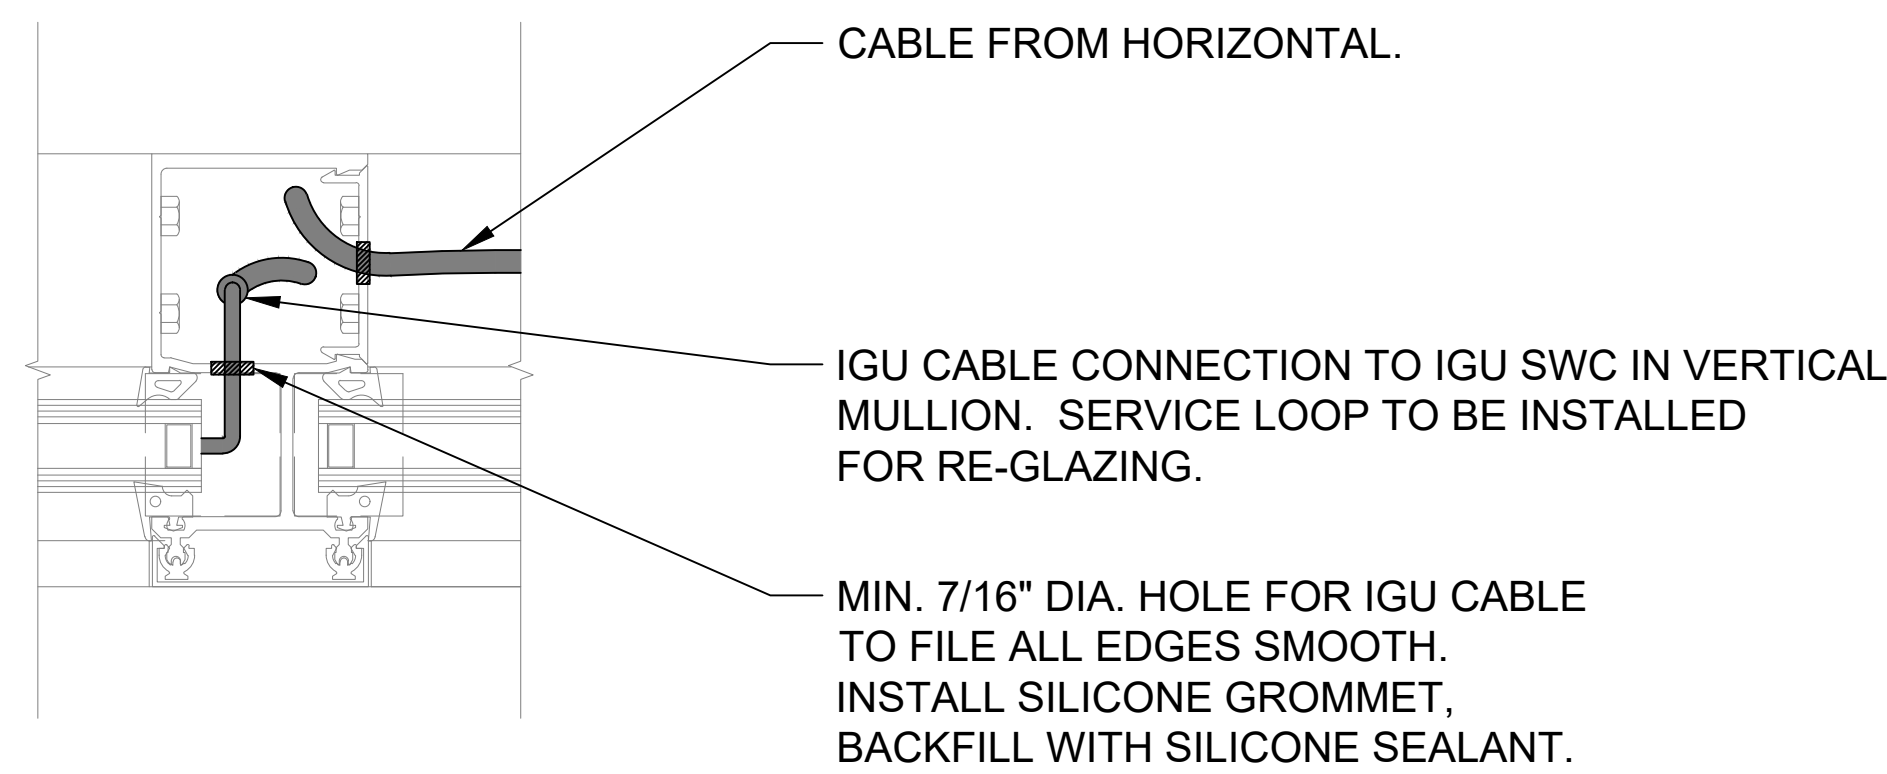 CABLE FROM HORIZONTAL.
IGU CABLE CONNECTION TO IGU SWC IN VERTICAL
MULLION.  SERVICE LOOP TO BE INSTALLED
FOR RE-GLAZING.
MIN. 7/16" DIA. HOLE FOR IGU CABLE
TO FILE ALL EDGES SMOOTH.
INSTALL SILICONE GROMMET,
BACKFILL WITH SILICONE SEALANT.